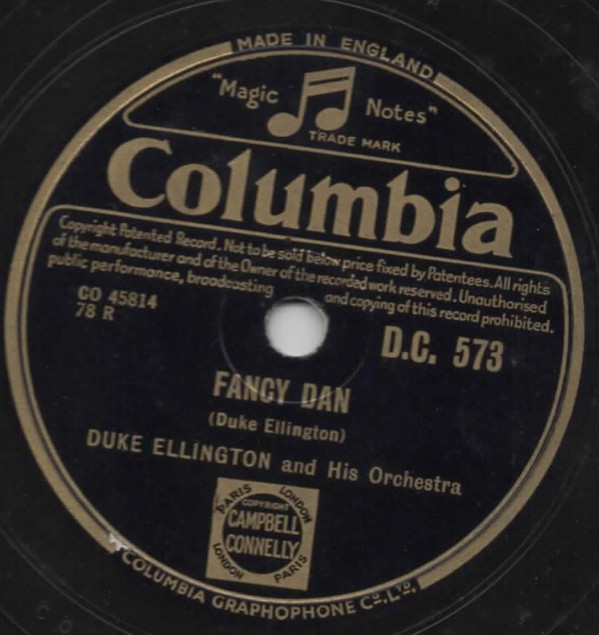 MADE IN ENGLAND
"Magic Notes"
TRADE MARK
Columbia
Copyright Patented Record. Not to be sold below price fixed by Patentees. All rights
of the manufacturer and of the Owner of the recorded work reserved. Unauthorised
public performance, broadcasting and copying of this record prohibited.
CO 45814
78 R
D.C. 573
FANCY DAN
(Duke Ellington)
DUKE ELLINGTON and His Orchestra
PARIS LONDON
COPYRIGHT
CAMPBELL
CONNELLY
LONDON PARIS
COLUMBIA GRAPHOPHONE Co., LTD.